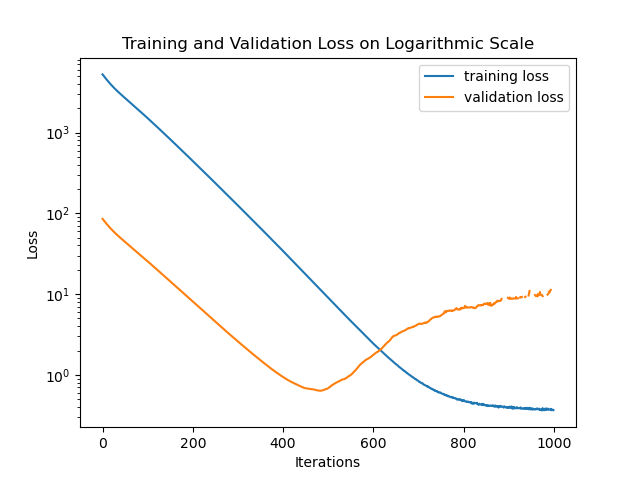 Training and Validation Loss on Logarithmic Scale
training loss
validation loss
10³
10²
10¹
10⁰
Loss
0
200
400
600
800
1000
Iterations